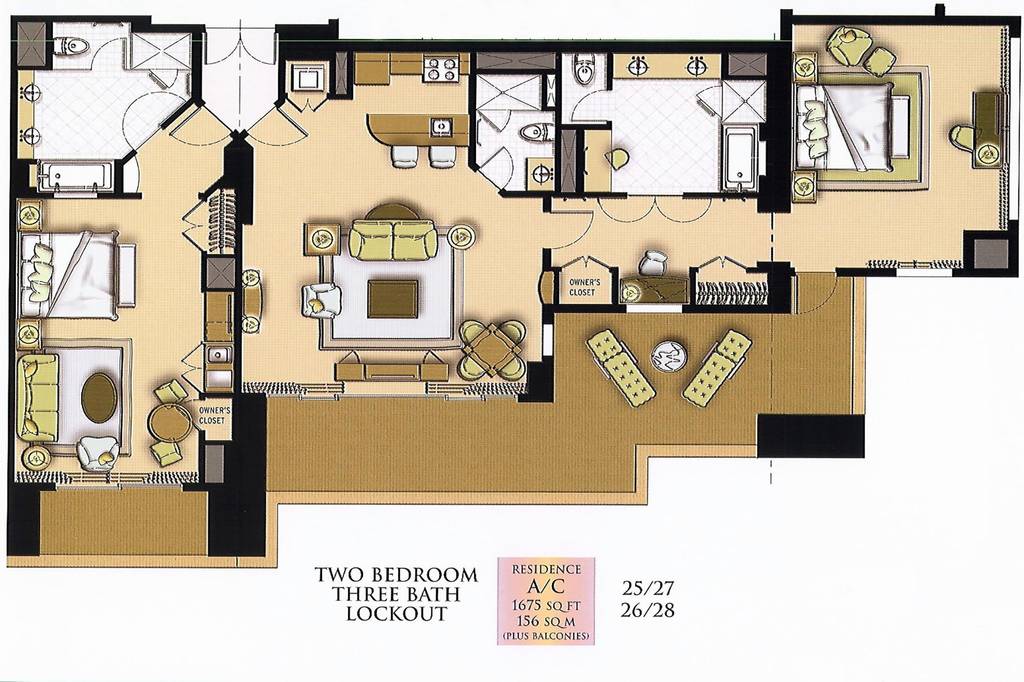 OWNER'S
CLOSET
OWNER'S
CLOSET
TWO BEDROOM
THREE BATH
LOCKOUT
RESIDENCE
A/C
1675 SQ FT
156 SQ M
(PLUS BALCONIES)
25/27
26/28